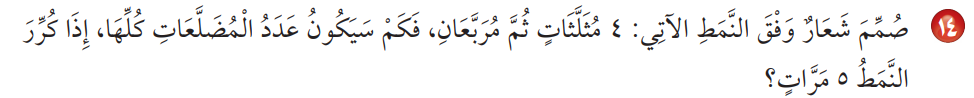 ١٤ صُمِّمَ شَعَارٌ وَفْقَ النَّمَطِ الآتِي: ٤ مُثَلَّثَاتٍ ثُمَّ مُرَبَّعَانِ، فَكَمْ سَيَكُونُ عَدَدُ الْمُضَلَّعَاتِ كُلِّهَا، إِذَا كُرِّرَ
النَّمَطُ ٥ مَرَّاتٍ؟